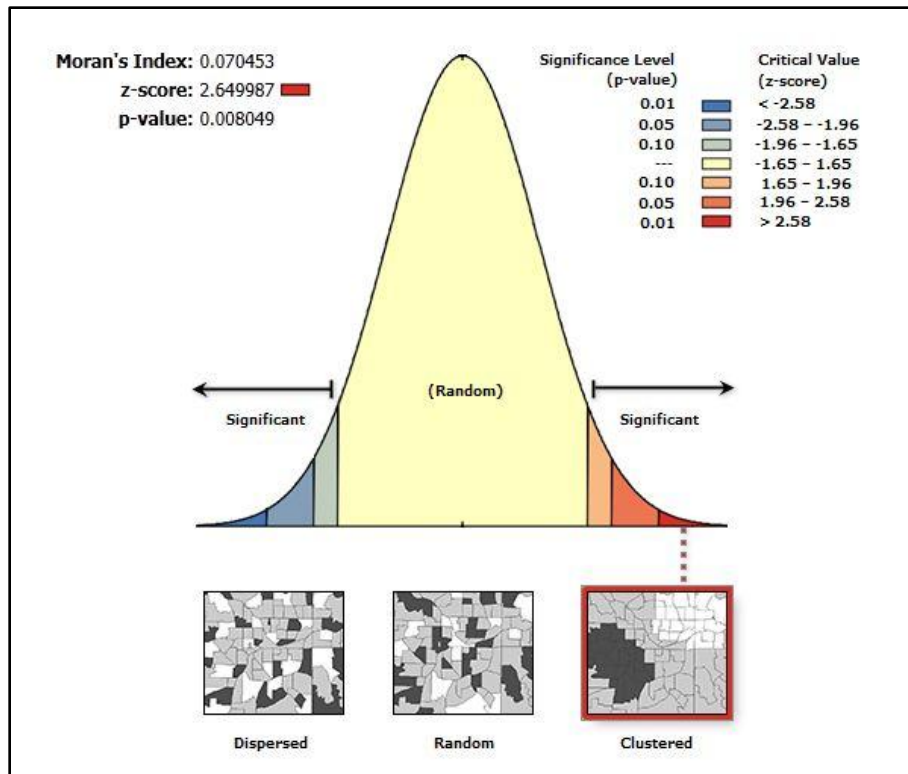 Moran's Index: 0.070453
z-score: 2.649987
p-value: 0.008049
Significance Level
(p-value)
Critical Value
(z-score)
0.01 < -2.58
0.05 -2.58 – -1.96
0.10 -1.96 – -1.65
--- -1.65 – 1.65
0.10 1.65 – 1.96
0.05 1.96 – 2.58
0.01 > 2.58
(Random)
Significant
Significant
Dispersed
Random
Clustered